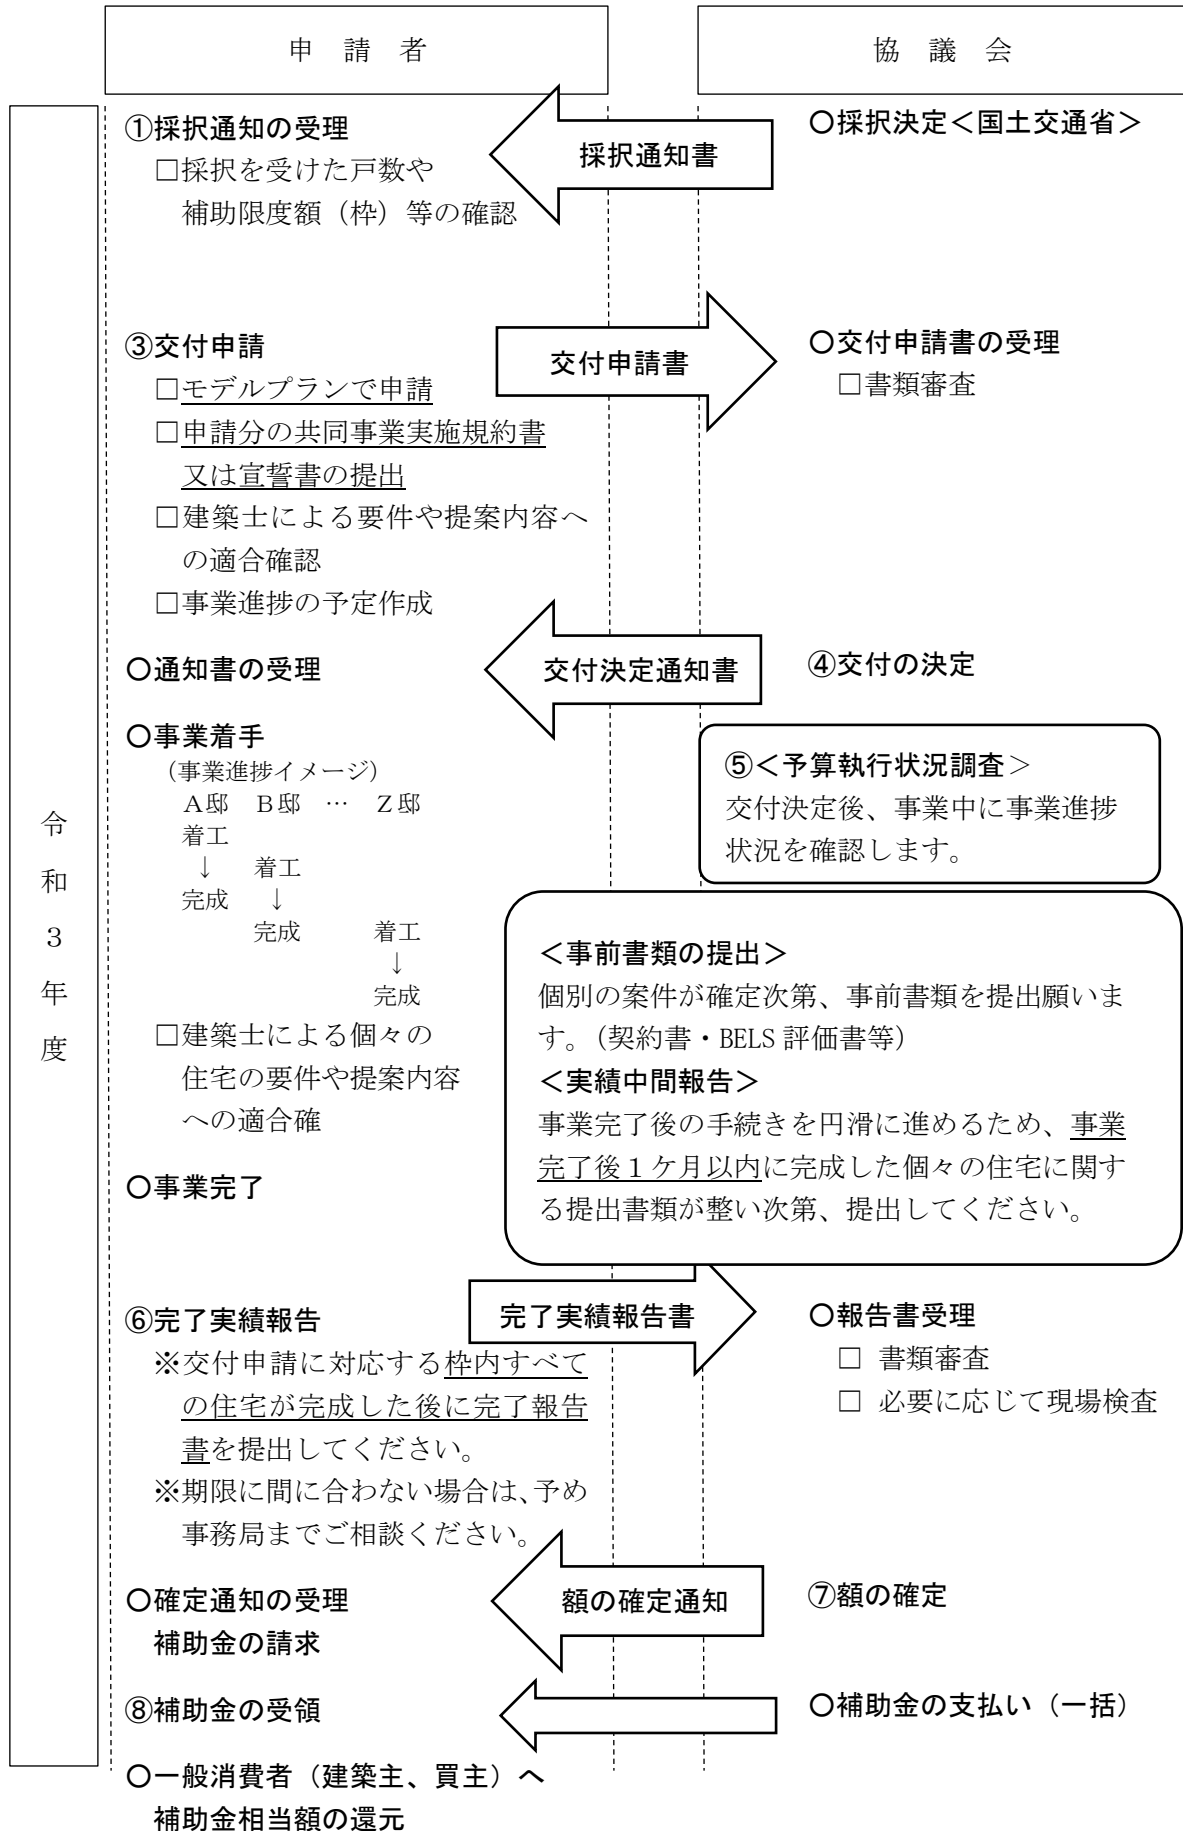 申　請　者
協　議　会
令和３年度
①採択通知の受理
□採択を受けた戸数や
補助限度額（枠）等の確認
採択通知書
〇採択決定＜国土交通省＞
③交付申請
□モデルプランで申請
□申請分の共同事業実施規約書
又は宣誓書の提出
□建築士による要件や提案内容へ
の適合確認
□事業進捗の予定作成
交付申請書
〇交付申請書の受理
□書類審査
〇通知書の受理
交付決定通知書
④交付の決定
〇事業着手
（事業進捗イメージ）
Ａ邸　Ｂ邸　…　Ｚ邸
着工
↓　着工
完成　↓
完成　着工
↓
完成
□建築士による個々の
住宅の要件や提案内容
への適合確
〇事業完了
⑤＜予算執行状況調査＞
交付決定後、事業中に事業進捗
状況を確認します。
＜事前書類の提出＞
個別の案件が確定次第、事前書類を提出願いま
す。（契約書・BELS 評価書等）
＜実績中間報告＞
事業完了後の手続きを円滑に進めるため、事業
完了後１ケ月以内に完成した個々の住宅に関す
る提出書類が整い次第、提出してください。
⑥完了実績報告
※交付申請に対応する枠内すべて
の住宅が完成した後に完了報告
書を提出してください。
※期限に間に合わない場合は、予め
事務局までご相談ください。
完了実績報告書
〇報告書受理
□ 書類審査
□ 必要に応じて現場検査
〇確定通知の受理
補助金の請求
額の確定通知
⑦額の確定
⑧補助金の受領
〇補助金の支払い（一括）
〇一般消費者（建築主、買主）へ
補助金相当額の還元